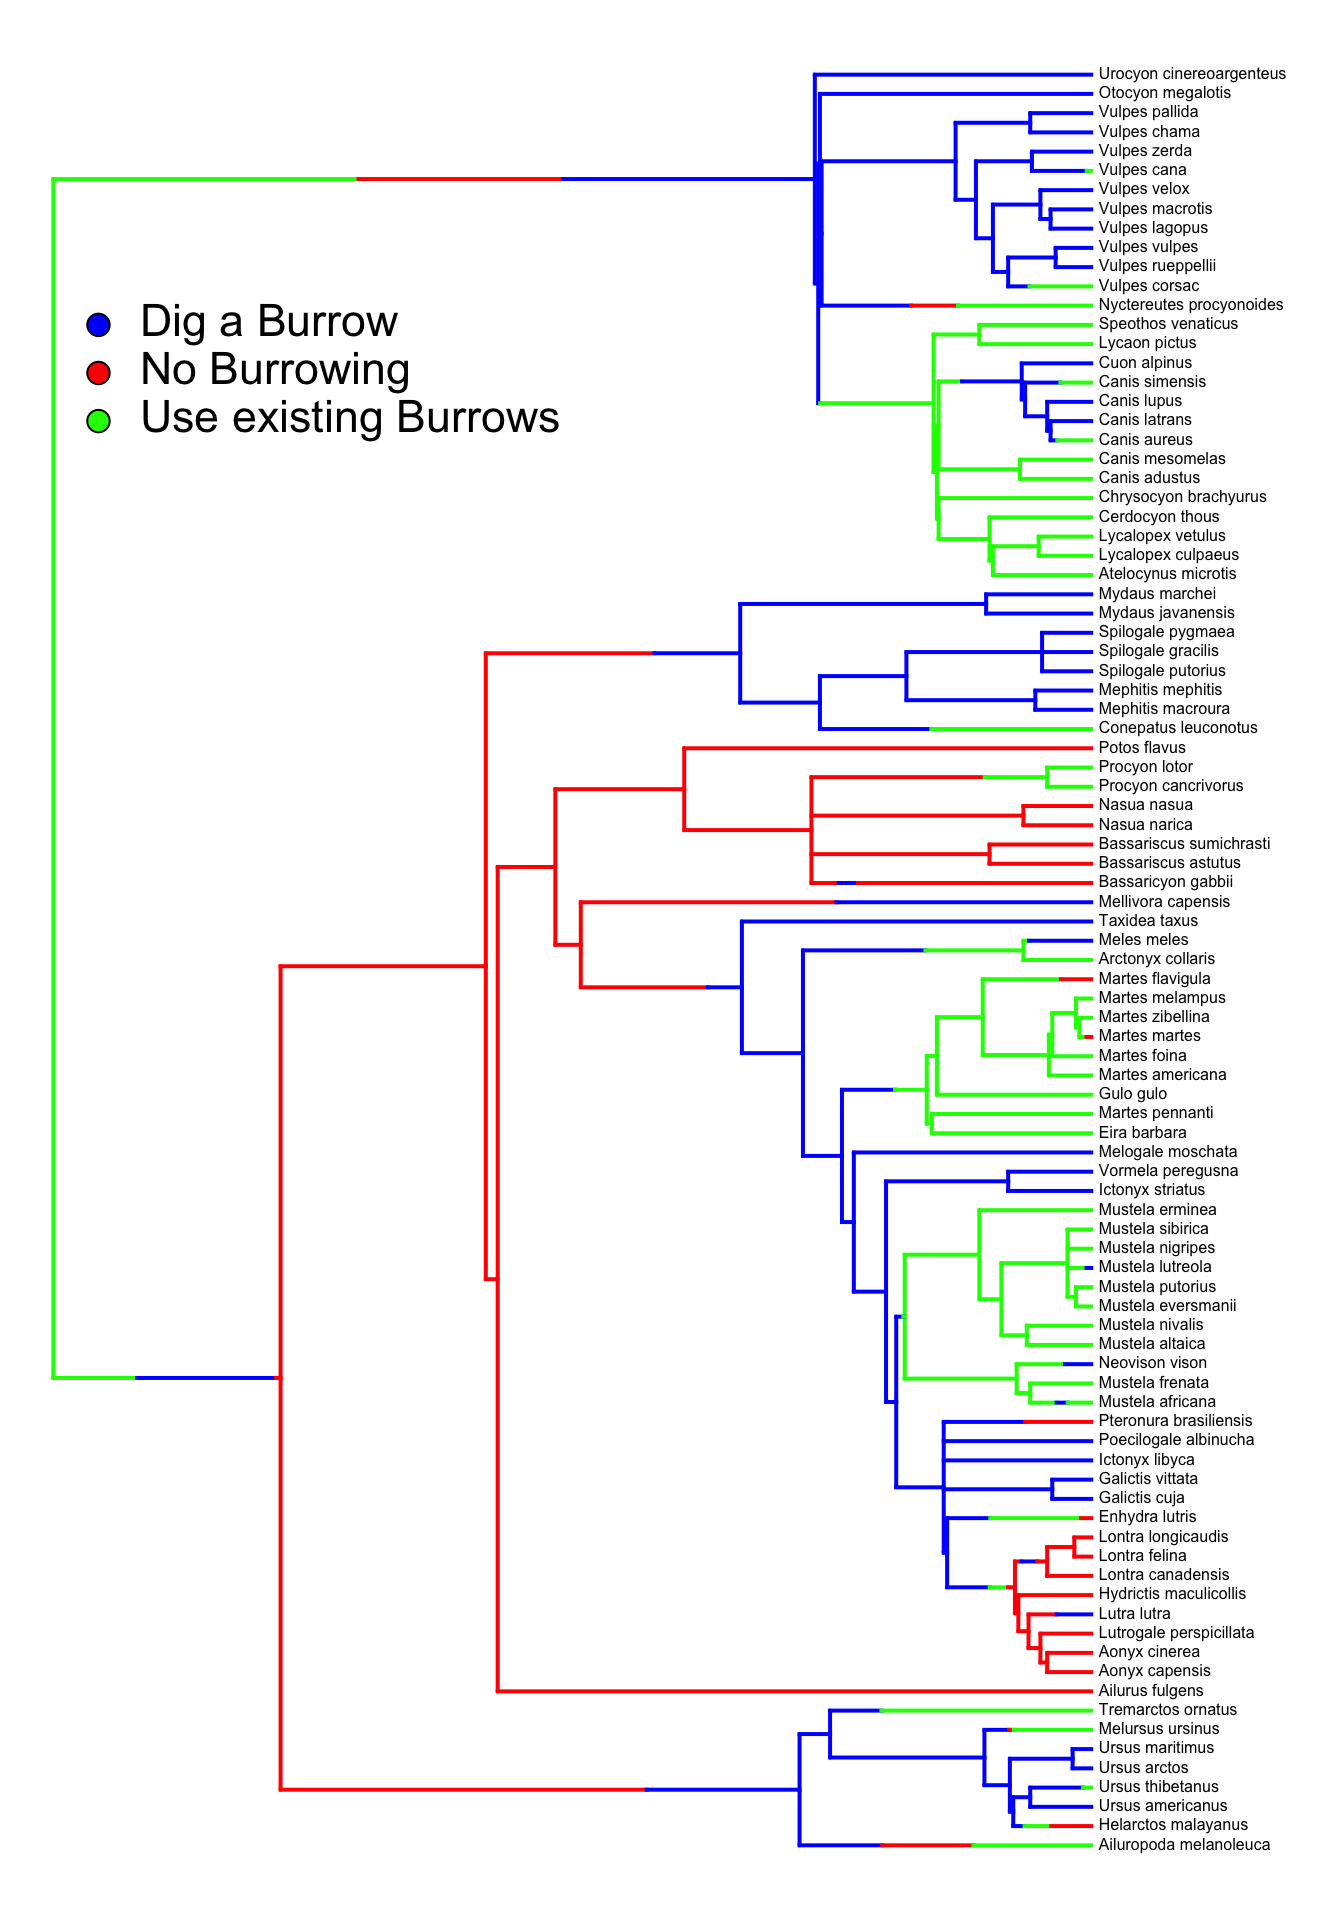 Urocyon cinereoargenteus
Otocyon megalotis
Vulpes pallida
Vulpes chama
Vulpes zerda
Vulpes cana
Vulpes velox
Vulpes macrotis
Vulpes lagopus
Vulpes vulpes
Vulpes rueppellii
Vulpes corsac
Nyctereutes procyonoides
Speothos venaticus
Lycaon pictus
Cuon alpinus
Canis simensis
Canis lupus
Canis latrans
Canis aureus
Canis mesomelas
Canis adustus
Chrysocyon brachyurus
Cerdocyon thous
Lycalopex vetulus
Lycalopex culpaeus
Atelocynus microtis
Mydaus marchei
Mydaus javanensis
Spilogale pygmaea
Spilogale gracilis
Spilogale putorius
Mephitis mephitis
Mephitis macroura
Conepatus leuconotus
Potos flavus
Procyon lotor
Procyon cancrivorus
Nasua nasua
Nasua narica
Bassariscus sumichrasti
Bassariscus astutus
Bassaricyon gabbii
Mellivora capensis
Taxidea taxus
Meles meles
Arctonyx collaris
Martes flavigula
Martes melampus
Martes zibellina
Martes martes
Martes foina
Martes americana
Gulo gulo
Martes pennanti
Eira barbara
Melogale moschata
Vormela peregusna
Ictonyx striatus
Mustela erminea
Mustela sibirica
Mustela nigripes
Mustela lutreola
Mustela putorius
Mustela eversmanii
Mustela nivalis
Mustela altaica
Neovison vison
Mustela frenata
Mustela africana
Pteronura brasiliensis
Poecilogale albinucha
Ictonyx libyca
Galictis vittata
Galictis cuja
Enhydra lutris
Lontra longicaudis
Lontra felina
Lontra canadensis
Hydrictis maculicollis
Lutra lutra
Lutrogale perspicillata
Aonyx cinerea
Aonyx capensis
Ailurus fulgens
Tremarctos ornatus
Melursus ursinus
Ursus maritimus
Ursus arctos
Ursus thibetanus
Ursus americanus
Helarctos malayanus
Ailuropoda melanoleuca
Dig a Burrow
No Burrowing
Use existing Burrows